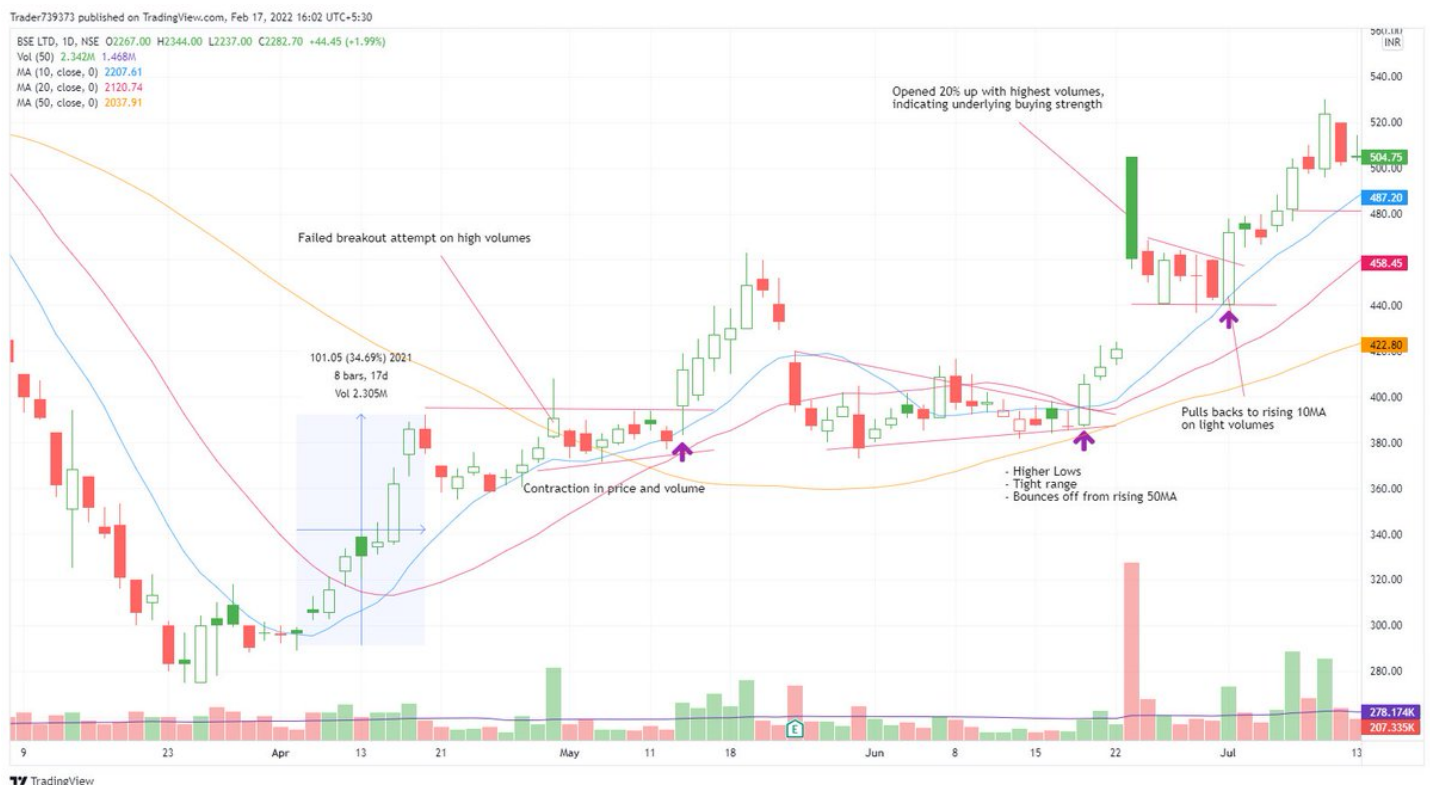 Trader739373 published on TradingView.com, Feb 17, 2022 16:02 UTC+5:30
BSE LTD, 1D, NSE O2267.00 H2344.00 L2237.00 C2282.70 +44.45 (+1.99%)
Vol (50) 2.342M 1.468M
MA (10, close, 0) 2207.61
MA (20, close, 0) 2120.74
MA (50, close, 0) 2037.91
560.00
INR
540.00
Opened 20% up with highest volumes,
indicating underlying buying strength
520.00
504.75
500.00
487.20
480.00
Failed breakout attempt on high volumes
458.45
440.00
422.80
420.00
101.05 (34.69%) 2021
8 bars, 17d
Vol 2.305M
400.00
Pulls backs to rising 10MA
on light volumes
380.00
- Higher Lows
- Tight range
- Bounces off from rising 50MA
Contraction in price and volume
360.00
340.00
320.00
300.00
280.00
278.174K
207.335K
E
9 23 Apr 13 21 May 11 18 Jun 8 15 22 Jul 13
TradingView